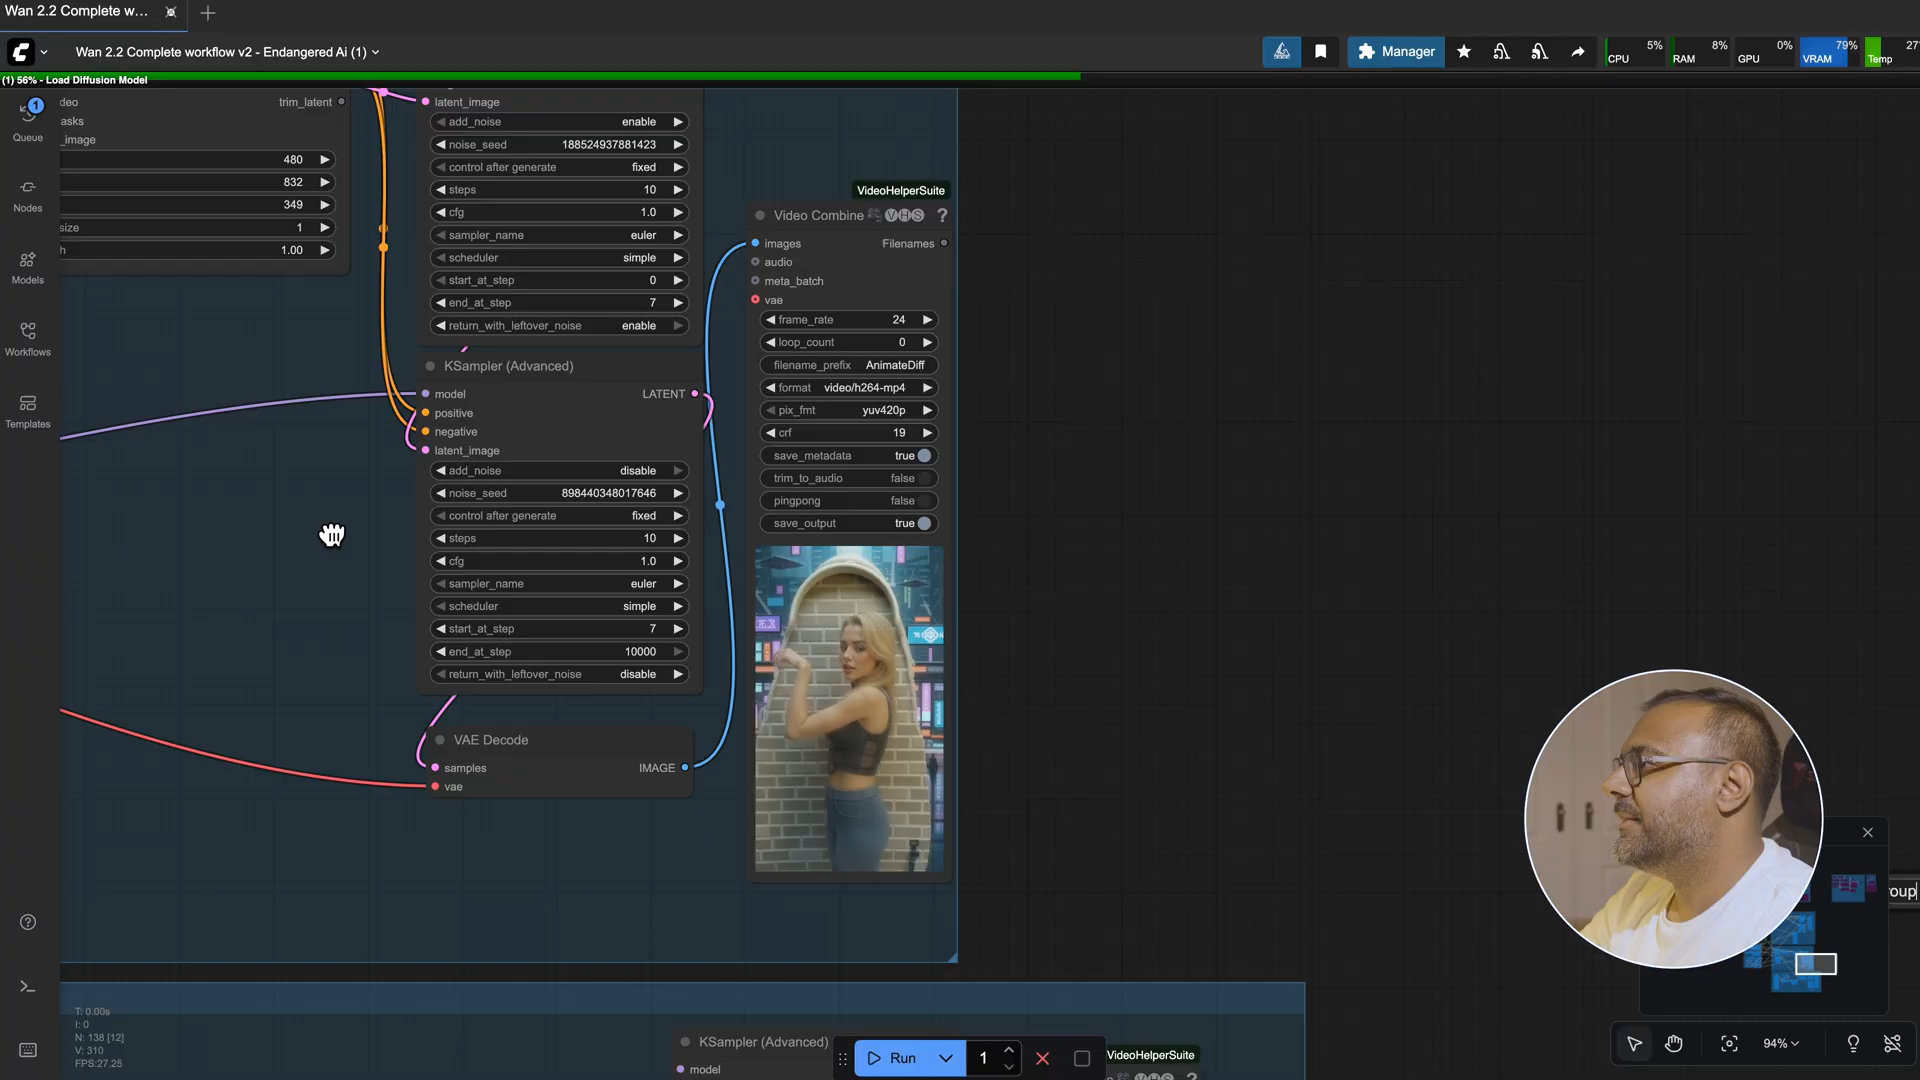 Wan 2.2 Complete w...
Wan 2.2 Complete workflow v2 - Endangered Ai (1)
Manager
CPU 5%
RAM 8%
GPU 0%
VRAM 79%
Temp 27
(1) 56% - Load Diffusion Model
1
Queue
Nodes
Models
Workflows
Templates
deo
trim_latent
asks
_image
480
832
349
size 1
h 1.00
latent_image
add_noise enable
noise_seed 188524937881423
control after generate fixed
steps 10
cfg 1.0
sampler_name euler
scheduler simple
start_at_step 0
end_at_step 7
return_with_leftover_noise enable
KSampler (Advanced)
model LATENT
positive
negative
latent_image
add_noise disable
noise_seed 898440348017646
control after generate fixed
steps 10
cfg 1.0
sampler_name euler
scheduler simple
start_at_step 7
end_at_step 10000
return_with_leftover_noise disable
VAE Decode
samples IMAGE
vae
VideoHelperSuite
Video Combine VHS ?
images Filenames
audio
meta_batch
vae
frame_rate 24
loop_count 0
filename_prefix AnimateDiff
format video/h264-mp4
pix_fmt yuv420p
crf 19
save_metadata true
trim_to_audio false
pingpong false
save_output true
roup
T: 0.00s
I: 0
N: 138 [12]
V: 310
FPS:27.25
KSampler (Advanced)
model
Run 1
VideoHelperSuite
94%